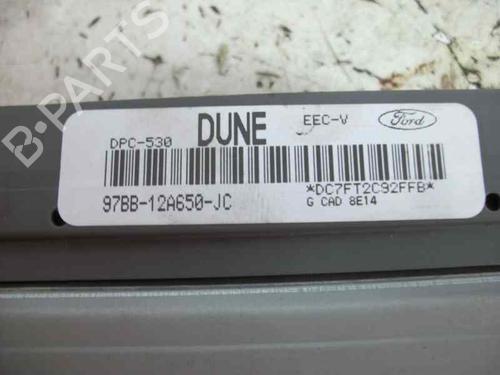 B-PARTS
DPC-530 DUNE EEC-V Ford
97BB-12A650-JC
*DC7FT2C92FFB*
G CAD 8E14